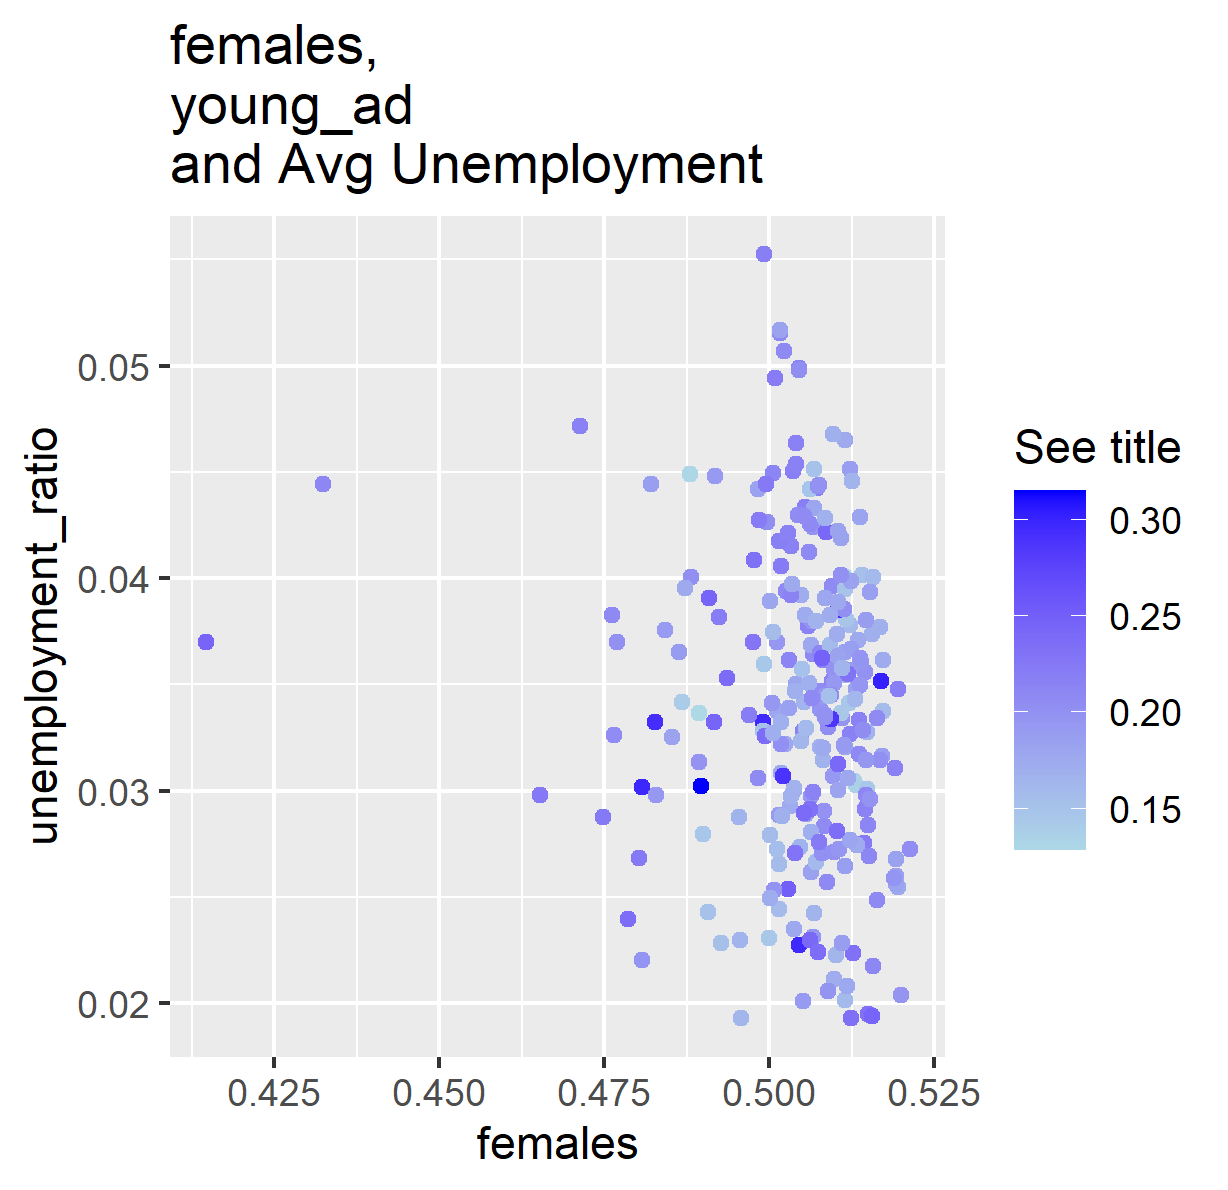 females,
young_ad
and Avg Unemployment
unemployment_ratio
0.05
0.04
0.03
0.02
0.425 0.450 0.475 0.500 0.525
females
See title
0.30
0.25
0.20
0.15